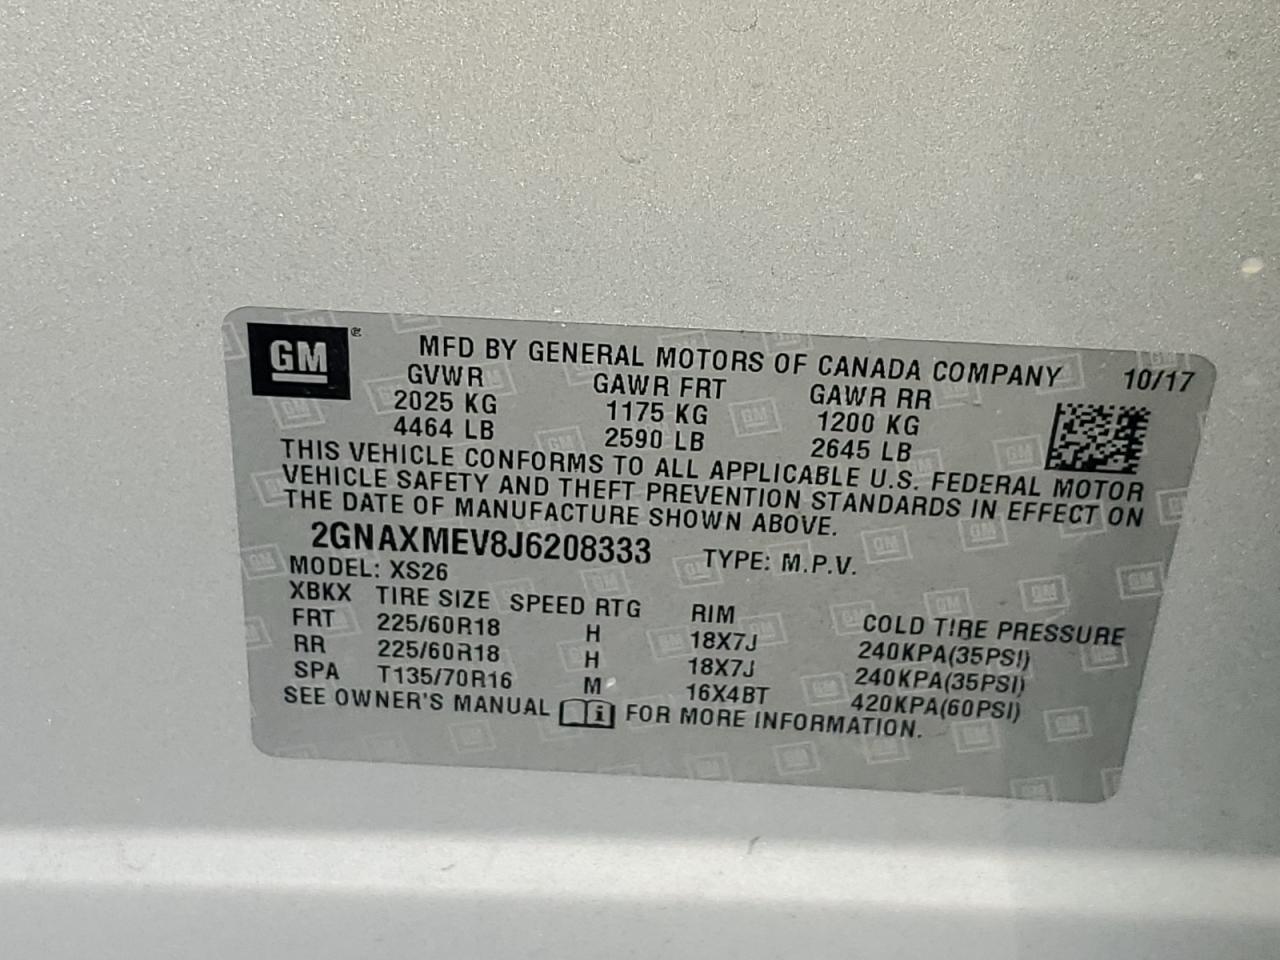 GM
MFD BY GENERAL MOTORS OF CANADA COMPANY 10/17
GVWR GAWR FRT GAWR RR
2025 KG 1175 KG 1200 KG
4464 LB 2590 LB 2645 LB
THIS VEHICLE CONFORMS TO ALL APPLICABLE U.S. FEDERAL MOTOR
VEHICLE SAFETY AND THEFT PREVENTION STANDARDS IN EFFECT ON
THE DATE OF MANUFACTURE SHOWN ABOVE.
2GNAXMEV8J6208333 TYPE: M.P.V.
MODEL: XS26
XBKX TIRE SIZE SPEED RTG RIM COLD TIRE PRESSURE
FRT 225/60R18 H 18X7J 240KPA(35PSI)
RR 225/60R18 H 18X7J 240KPA(35PSI)
SPA T135/70R16 M 16X4BT 420KPA(60PSI)
SEE OWNER'S MANUAL i FOR MORE INFORMATION.